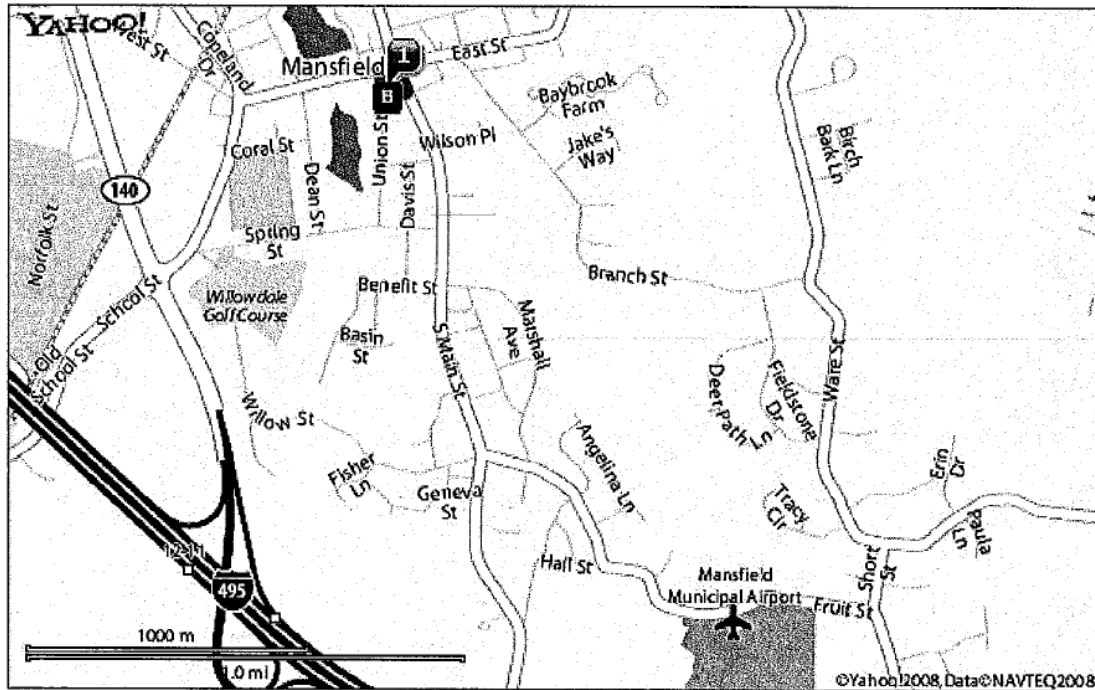 YAHOO!
West St
Copeland
Dr
Mansfield
1
B
East St
Baybrook
Farm
Jake's
Way
Wilson Pl
Birch
Bark Ln
Coral St
Dean St
Union St
Davis St
140
Norfolk St
Spring
St
School St
Old
School St
Willowdale
Golf Course
Benefit St
Basin
St
Branch St
Marshall
Ave
S Main St
Ware St
Deer Path
Ln
Fieldstone
Dr
Willow St
Fisher
Ln
Geneva
St
Angelina Ln
Tracy
Cir
Erin
Dr
Paula
Ln
Hall St
Short
St
Mansfield
Municipal Airport
Fruit St
12-11
495
1000 m
1.0 mi
©Yahoo!2008, Data©NAVTEQ2008